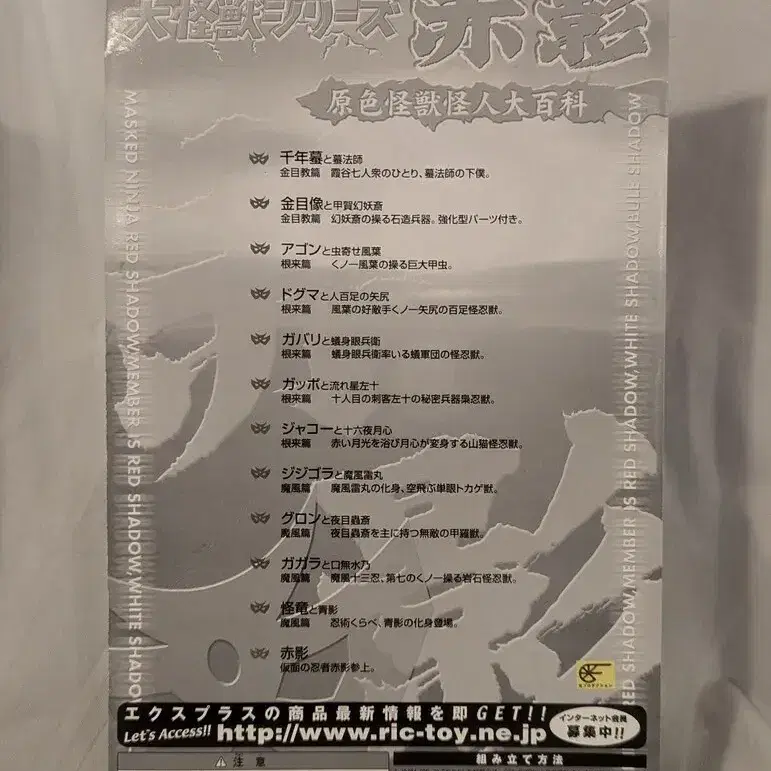 大怪獣シリーズ 赤影
原色怪獣怪人大百科
千年蟇と蟇法師
金目教篇 霞谷七人衆のひとり、蟇法師の下僕。
金目像と甲賀幻妖斎
金目教篇 幻妖斎の操る石造兵器。強化型パーツ付き。
アゴンと虫寄せ風葉
根来篇 くノ一風葉の操る巨大甲虫。
ドグマと人百足の矢尻
根来篇 風葉の好敵手くノ一矢尻の百足怪忍獣。
ガバリと蟻身眼兵衛
根来篇 蟻身眼兵衛率いる蟻軍団の怪忍獣。
ガッポと流れ星左十
根来篇 十人目の刺客左十の秘密兵器梟忍獣。
ジャコーと十六夜月心
根来篇 赤い月光を浴び月心が変身する山猫怪忍獣。
ジジゴラと魔風雷丸
魔風篇 魔風雷丸の化身、空飛ぶ単眼トカゲ獣。
グロンと夜目蟲斎
魔風篇 夜目蟲斎を主に持つ無敵の甲羅獣。
ガガラと口無水乃
魔風篇 魔風十三忍、第七のくノ一操る岩石怪忍獣。
怪竜と青影
魔風篇 忍術くらべ、青影の化身登場。
赤影
仮面の忍者赤影参上。
MASKED NINJA RED SHADOW,MEMBER IS RED SHADOW,WHITE SHADOW
RED SHADOW,MEMBER IS RED SHADOW,WHITE SHADOW,BULE SHADOW
エクスプラスの商品最新情報を即GET!!
Let's Access!! http://www.ric-toy.ne.jp
インターネット会員
募集中!!
注意
組み立て方法